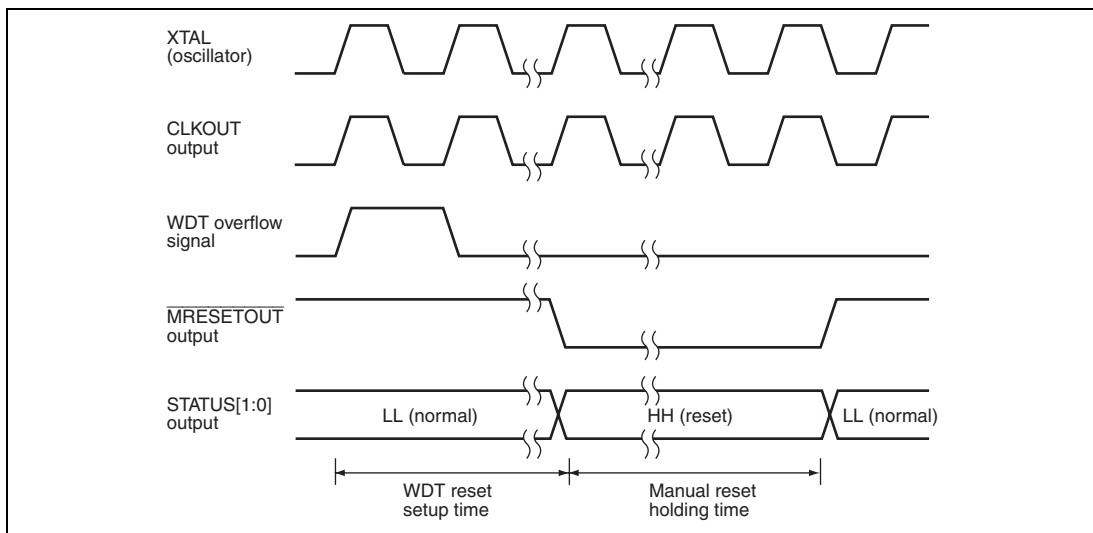 XTAL
(oscillator)
CLKOUT
output
WDT overflow
signal
MRESETOUT
output
STATUS[1:0]
output
LL (normal)
HH (reset)
LL (normal)
WDT reset
setup time
Manual reset
holding time